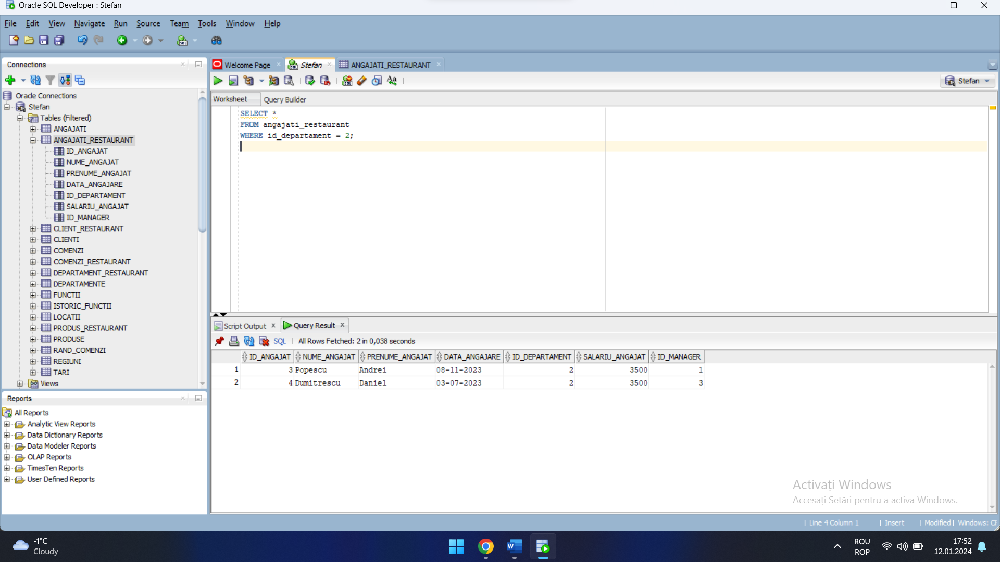 Oracle SQL Developer : Stefan
File Edit View Navigate Run Source Team Tools Window Help
Connections
Welcome Page
Stefan
ANGAJATI_RESTAURANT
Stefan
Oracle Connections
Stefan
Tables (Filtered)
ANGAJATI
ANGAJATI_RESTAURANT
ID_ANGAJAT
NUME_ANGAJAT
PRENUME_ANGAJAT
DATA_ANGAJARE
ID_DEPARTAMENT
SALARIU_ANGAJAT
ID_MANAGER
CLIENT_RESTAURANT
CLIENTI
COMENZI
COMENZI_RESTAURANT
DEPARTAMENT_RESTAURANT
DEPARTAMENTE
FUNCTII
ISTORIC_FUNCTII
LOCATII
PRODUS_RESTAURANT
PRODUSE
RAND_COMENZI
REGIUNI
TARI
Views
Reports
All Reports
Analytic View Reports
Data Dictionary Reports
Data Modeler Reports
OLAP Reports
TimesTen Reports
User Defined Reports
Worksheet Query Builder
SELECT *
FROM angajati_restaurant
WHERE id_departament = 2;
Script Output Query Result
SQL | All Rows Fetched: 2 in 0,038 seconds
ID_ANGAJAT NUME_ANGAJAT PRENUME_ANGAJAT DATA_ANGAJARE ID_DEPARTAMENT SALARIU_ANGAJAT ID_MANAGER
1 3 Popescu Andrei 08-11-2023 2 3500 1
2 4 Dumitrescu Daniel 03-07-2023 2 3500 3
Activați Windows
Accesați Setări pentru a activa Windows.
| Line 4 Column 1 | Insert | Modified | Windows: CF
-1°C
Cloudy
ROU
ROP
17:52
12.01.2024